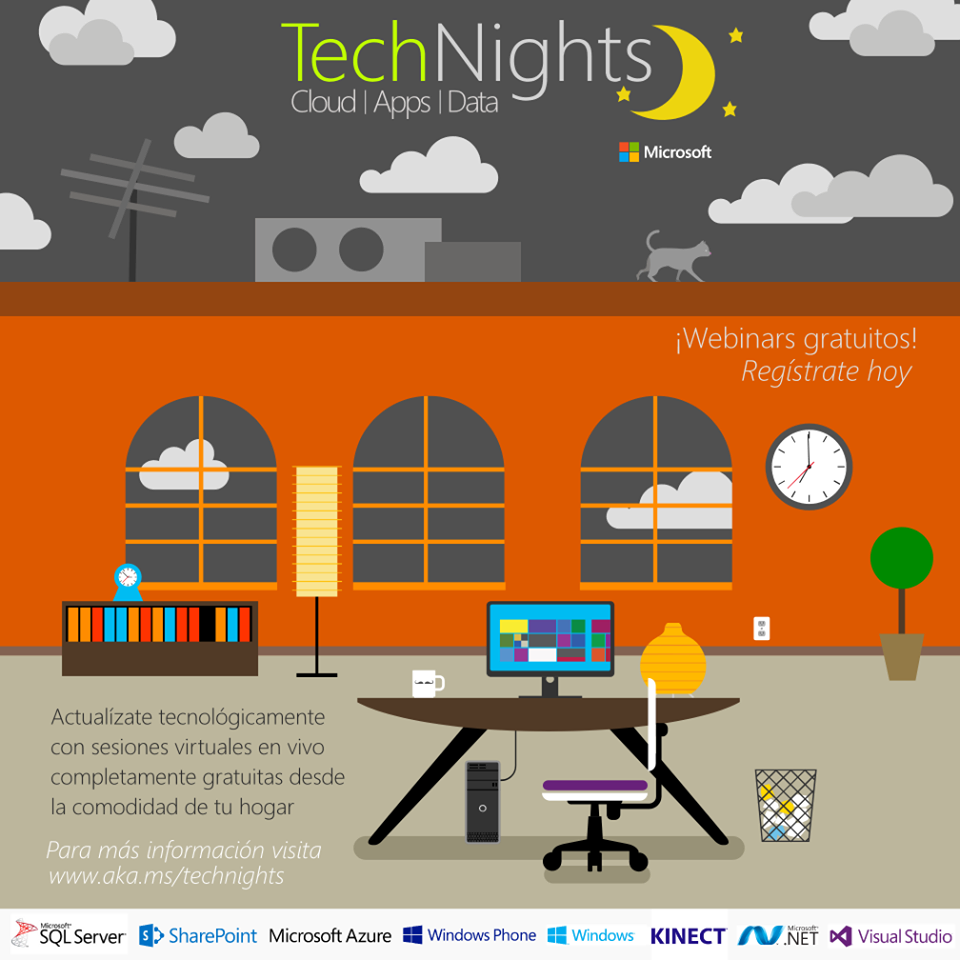 TechNights
Cloud | Apps | Data
Microsoft
¡Webinars gratuitos!
Regístrate hoy
Actualízate tecnológicamente
con sesiones virtuales en vivo
completamente gratuitas desde
la comodidad de tu hogar
Para más información visita
www.aka.ms/technights
Microsoft SQL Server SharePoint Microsoft Azure Windows Phone Windows KINECT Microsoft .NET Visual Studio